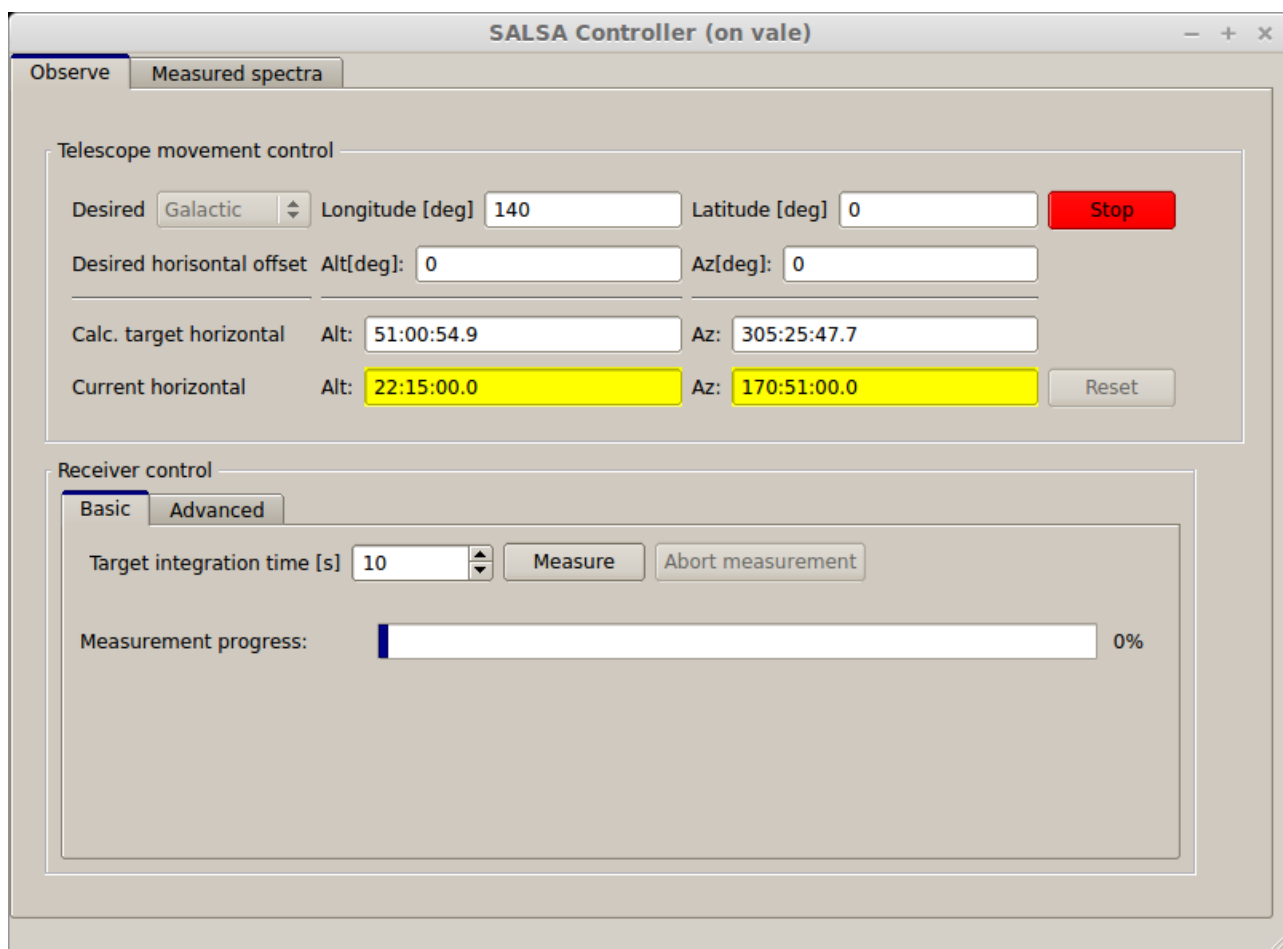 SALSA Controller (on vale)
Observe Measured spectra
Telescope movement control
Desired Galactic Longitude [deg] 140 Latitude [deg] 0 Stop
Desired horisontal offset Alt[deg]: 0 Az[deg]: 0
Calc. target horizontal Alt: 51:00:54.9 Az: 305:25:47.7
Current horizontal Alt: 22:15:00.0 Az: 170:51:00.0 Reset
Receiver control
Basic Advanced
Target integration time [s] 10 Measure Abort measurement
Measurement progress: 0%